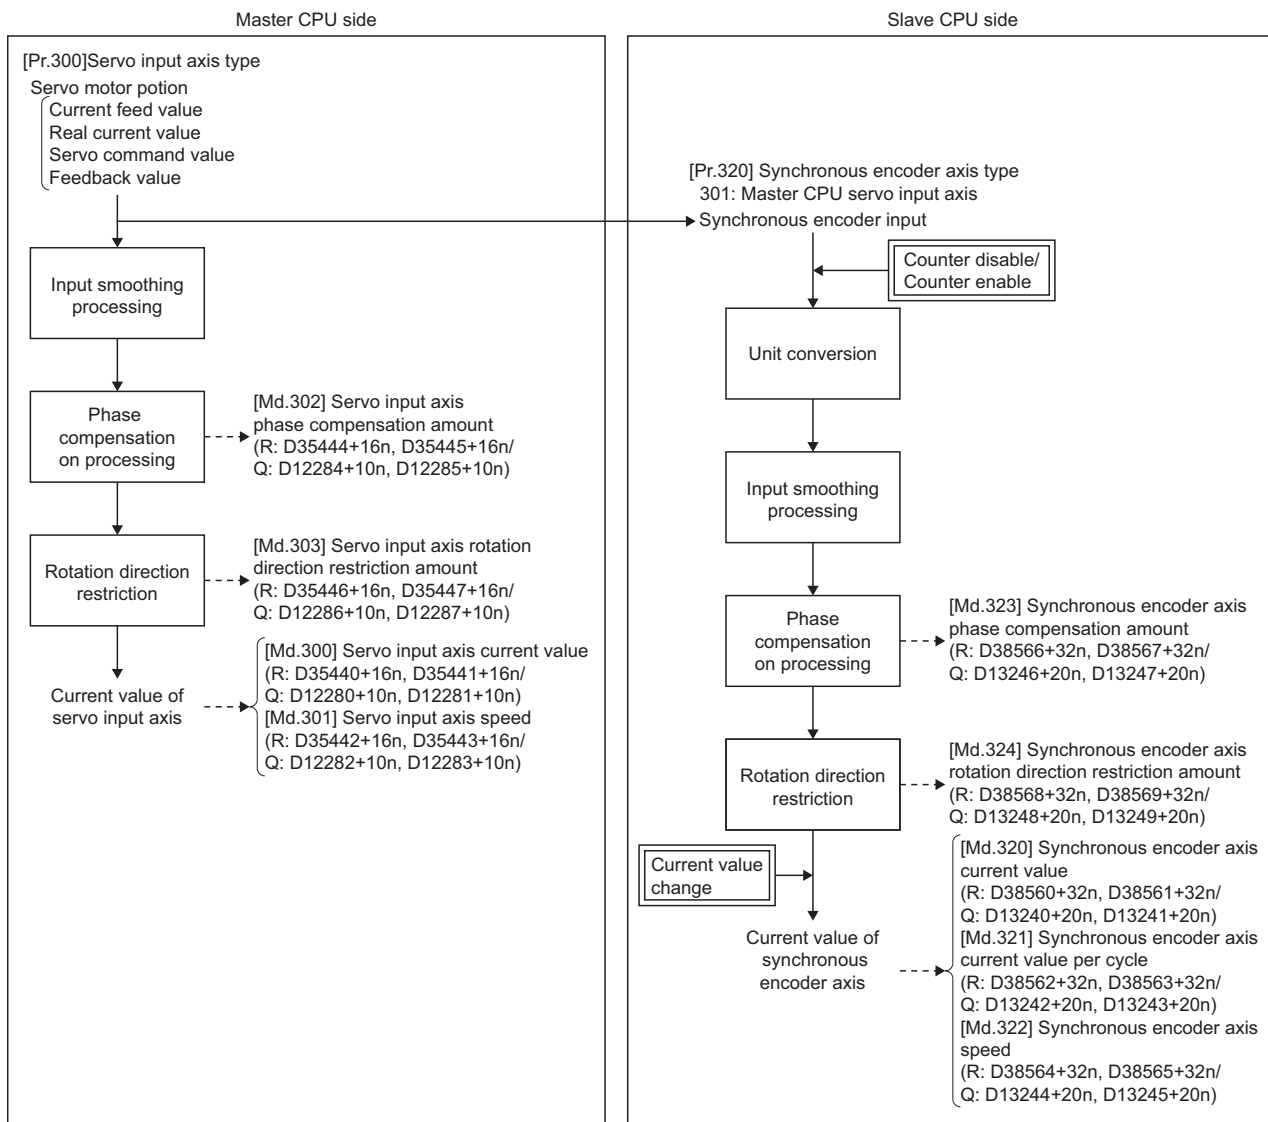 Master CPU side
[Pr.300]Servo input axis type
Servo motor potion
Current feed value
Real current value
Servo command value
Feedback value
Input smoothing
processing
Phase
compensation
on processing
[Md.302] Servo input axis
phase compensation amount
(R: D35444+16n, D35445+16n/
Q: D12284+10n, D12285+10n)
Rotation direction
restriction
[Md.303] Servo input axis rotation
direction restriction amount
(R: D35446+16n, D35447+16n/
Q: D12286+10n, D12287+10n)
Current value of
servo input axis
[Md.300] Servo input axis current value
(R: D35440+16n, D35441+16n/
Q: D12280+10n, D12281+10n)
[Md.301] Servo input axis speed
(R: D35442+16n, D35443+16n/
Q: D12282+10n, D12283+10n)
Slave CPU side
[Pr.320] Synchronous encoder axis type
301: Master CPU servo input axis
Synchronous encoder input
Counter disable/
Counter enable
Unit conversion
Input smoothing
processing
Phase
compensation
on processing
[Md.323] Synchronous encoder axis
phase compensation amount
(R: D38566+32n, D38567+32n/
Q: D13246+20n, D13247+20n)
Rotation direction
restriction
[Md.324] Synchronous encoder axis
rotation direction restriction amount
(R: D38568+32n, D38569+32n/
Q: D13248+20n, D13249+20n)
Current value
change
Current value of
synchronous
encoder axis
[Md.320] Synchronous encoder axis
current value
(R: D38560+32n, D38561+32n/
Q: D13240+20n, D13241+20n)
[Md.321] Synchronous encoder axis
current value per cycle
(R: D38562+32n, D38563+32n/
Q: D13242+20n, D13243+20n)
[Md.322] Synchronous encoder axis
speed
(R: D38564+32n, D38565+32n/
Q: D13244+20n, D13245+20n)